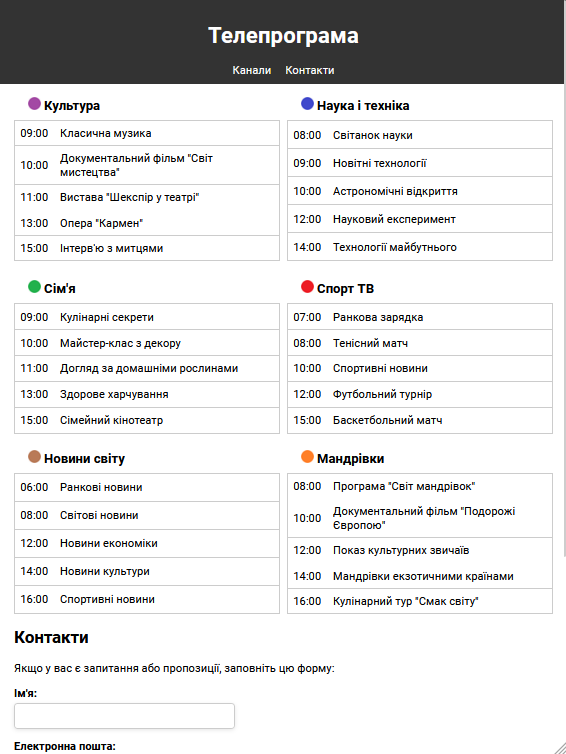 Телепрограма
Канали Контакти
Культура
09:00 Класична музика
10:00 Документальний фільм "Світ
мистецтва"
11:00 Вистава "Шекспір у театрі"
13:00 Опера "Кармен"
15:00 Інтерв'ю з митцями
Наука і техніка
08:00 Світанок науки
09:00 Новітні технології
10:00 Астрономічні відкриття
12:00 Науковий експеримент
14:00 Технології майбутнього
Сім'я
09:00 Кулінарні секрети
10:00 Майстер-клас з декору
11:00 Догляд за домашніми рослинами
13:00 Здорове харчування
15:00 Сімейний кінотеатр
Спорт ТВ
07:00 Ранкова зарядка
08:00 Тенісний матч
10:00 Спортивні новини
12:00 Футбольний турнір
15:00 Баскетбольний матч
Новини світу
06:00 Ранкові новини
08:00 Світові новини
12:00 Новини економіки
14:00 Новини культури
16:00 Спортивні новини
Мандрівки
08:00 Програма "Світ мандрівок"
10:00 Документальний фільм "Подорожі
Європою"
12:00 Показ культурних звичаїв
14:00 Мандрівки екзотичними країнами
16:00 Кулінарний тур "Смак світу"
Контакти
Якщо у вас є запитання або пропозиції, заповніть цю форму:
Ім'я:
Електронна пошта: